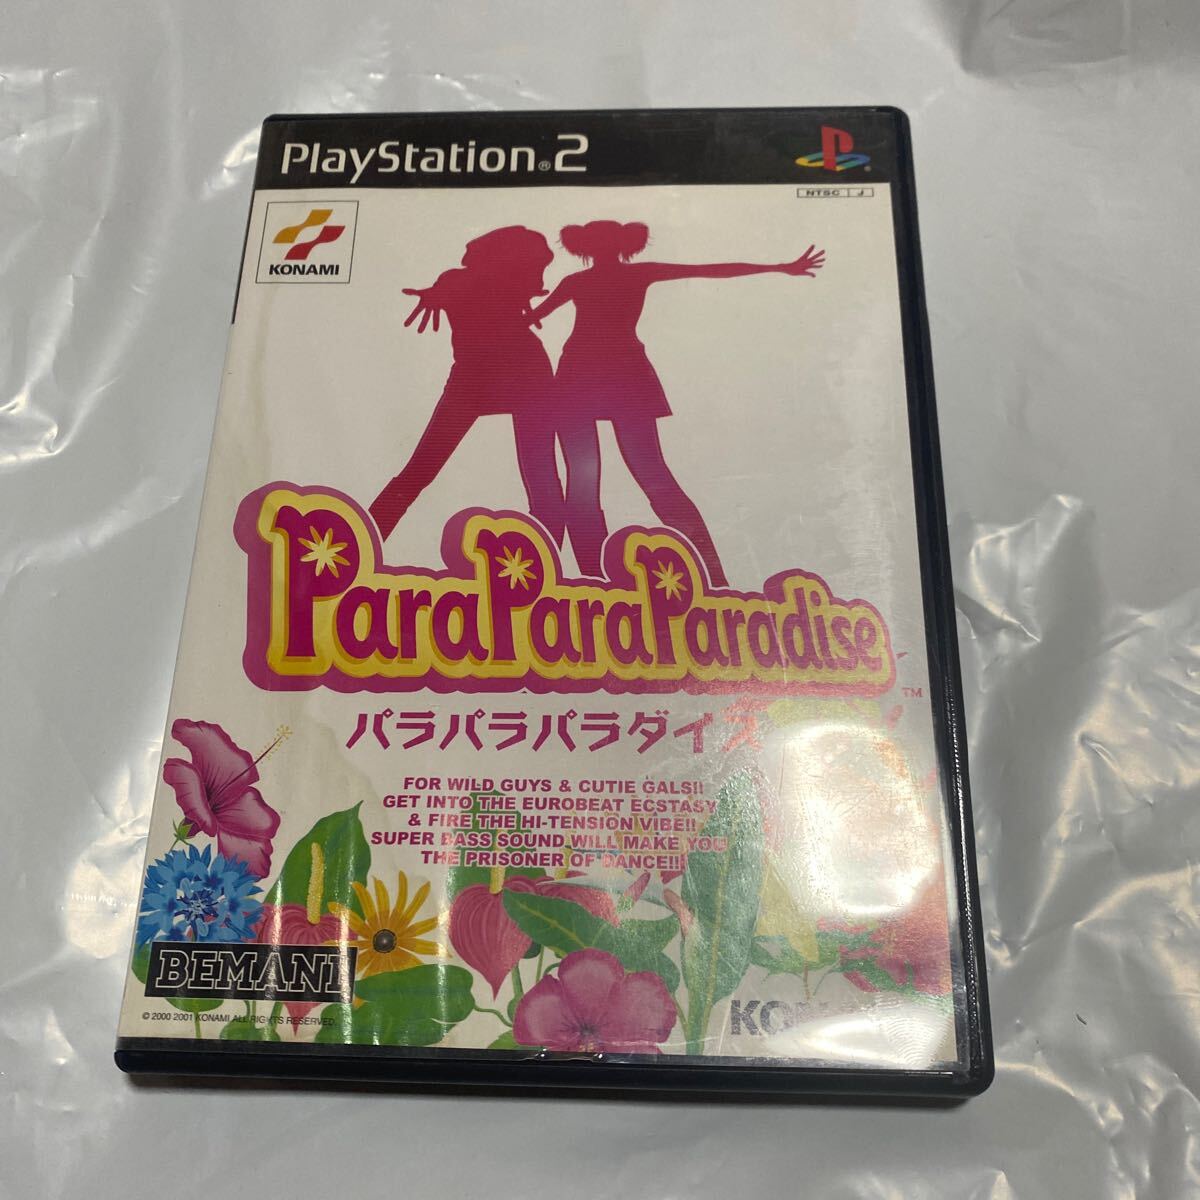 PlayStation®2
NTSC J
KONAMI
ParaParaParadise™
パラパラパラダイス
FOR WILD GUYS & CUTIE GALS!!
GET INTO THE EUROBEAT ECSTASY
& FIRE THE HI-TENSION VIBE!!
SUPER BASS SOUND WILL MAKE YOU
THE PRISONER OF DANCE!!!
BEMANI
KONAMI
© 2000 2001 KONAMI ALL RIGHTS RESERVED.